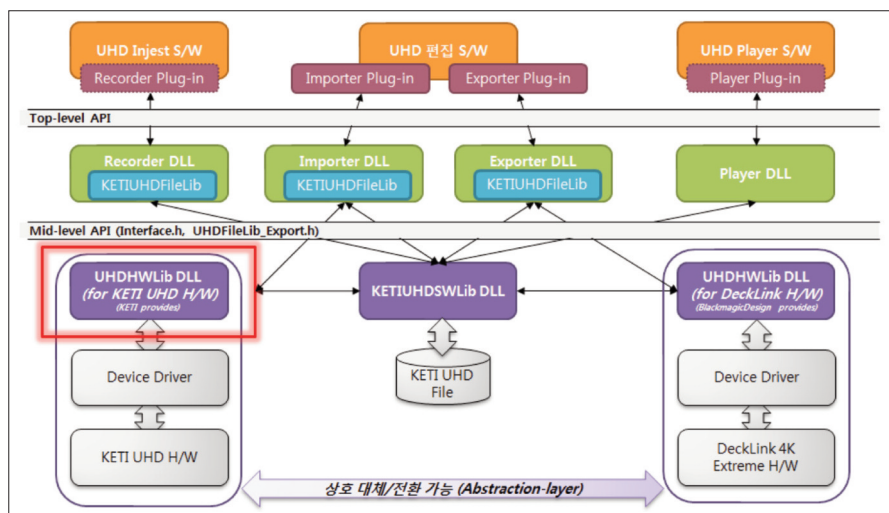 UHD Injest S/W
Recorder Plug-in
UHD 편집 S/W
Importer Plug-in
Exporter Plug-in
UHD Player S/W
Player Plug-in
Top-level API
Recorder DLL
KETIUHDFileLib
Importer DLL
KETIUHDFileLib
Exporter DLL
KETIUHDFileLib
Player DLL
Mid-level API (Interface.h, UHDFileLib_Export.h)
UHDHWLib DLL
(for KETI UHD H/W)
(KETI provides)
KETIUHDSWLib DLL
UHDHWLib DLL
(for DeckLink H/W)
(BlackmagicDesign provides)
Device Driver
KETI UHD
File
Device Driver
KETI UHD H/W
DeckLink 4K
Extreme H/W
상호 대체/전환 가능 (Abstraction-layer)